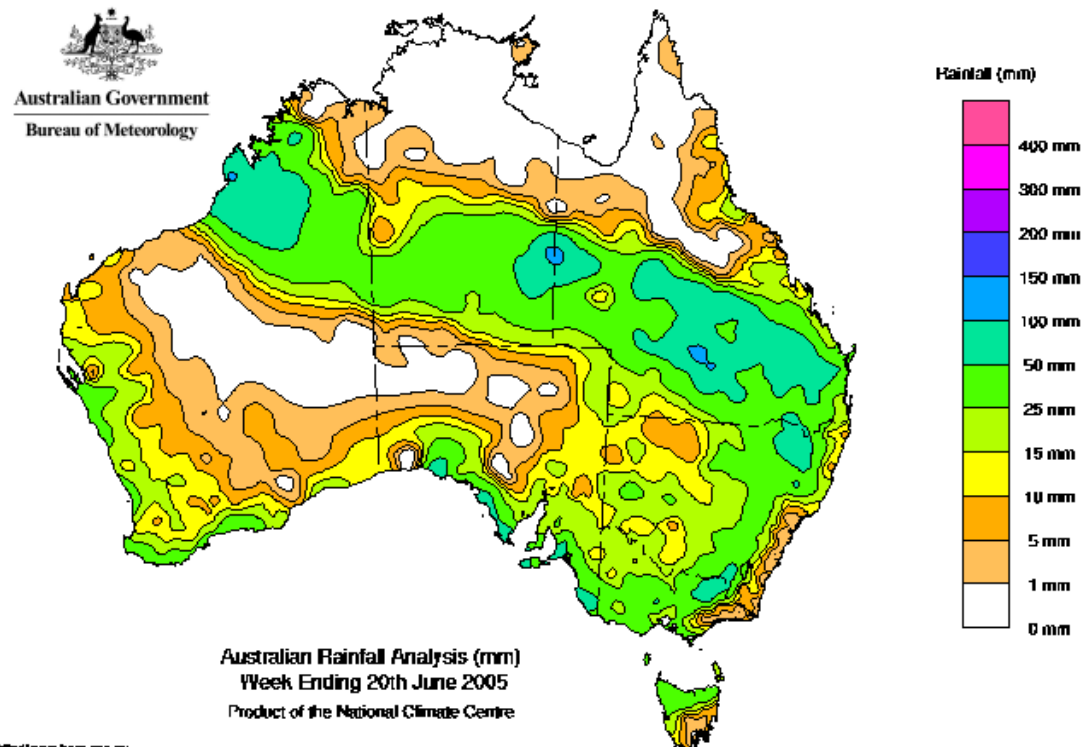 Australian Government
Bureau of Meteorology
Rainfall (mm)
400 mm
300 mm
200 mm
150 mm
100 mm
50 mm
25 mm
15 mm
10 mm
5 mm
1 mm
0 mm
Australian Rainfall Analysis (mm)
Week Ending 20th June 2005
Product of the National Climate Centre